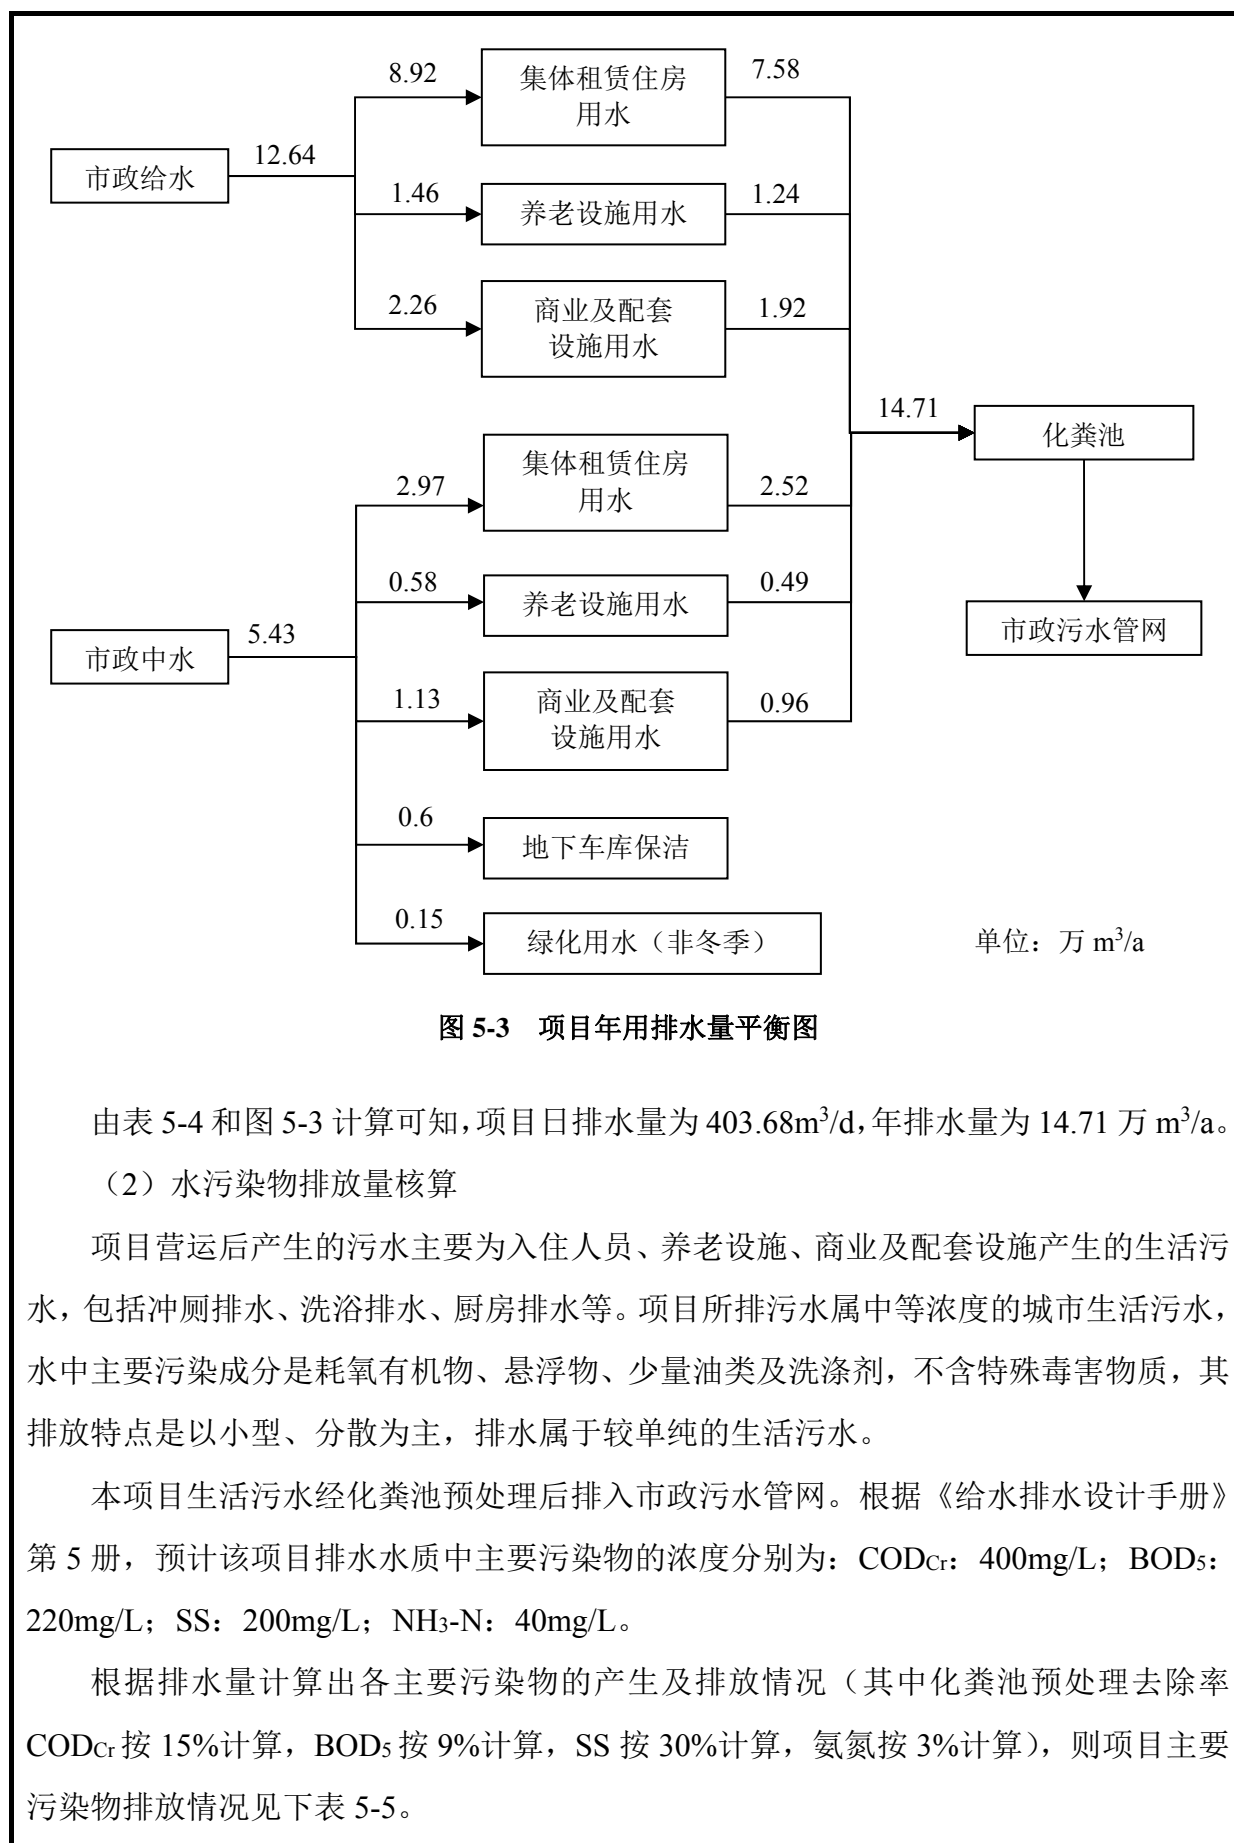 8.92
集体租赁住房
用水
7.58
市政给水
12.64
1.46
养老设施用水
1.24
2.26
商业及配套
设施用水
1.92
14.71
化粪池
2.97
集体租赁住房
用水
2.52
0.58
养老设施用水
0.49
市政污水管网
市政中水
5.43
1.13
商业及配套
设施用水
0.96
0.6
地下车库保洁
0.15
绿化用水（非冬季）
单位：万 m³/a
图 5-3 项目年用排水量平衡图
由表 5-4 和图 5-3 计算可知，项目日排水量为 403.68m³/d，年排水量为 14.71 万 m³/a。
（2）水污染物排放量核算
项目营运后产生的污水主要为入住人员、养老设施、商业及配套设施产生的生活污
水，包括冲厕排水、洗浴排水、厨房排水等。项目所排污水属中等浓度的城市生活污水，
水中主要污染成分是耗氧有机物、悬浮物、少量油类及洗涤剂，不含特殊毒害物质，其
排放特点是以小型、分散为主，排水属于较单纯的生活污水。
本项目生活污水经化粪池预处理后排入市政污水管网。根据《给水排水设计手册》
第 5 册，预计该项目排水水质中主要污染物的浓度分别为：CODCr：400mg/L；BOD₅：
220mg/L；SS：200mg/L；NH₃-N：40mg/L。
根据排水量计算出各主要污染物的产生及排放情况（其中化粪池预处理去除率
CODCr 按 15%计算，BOD₅ 按 9%计算，SS 按 30%计算，氨氮按 3%计算），则项目主要
污染物排放情况见下表 5-5。